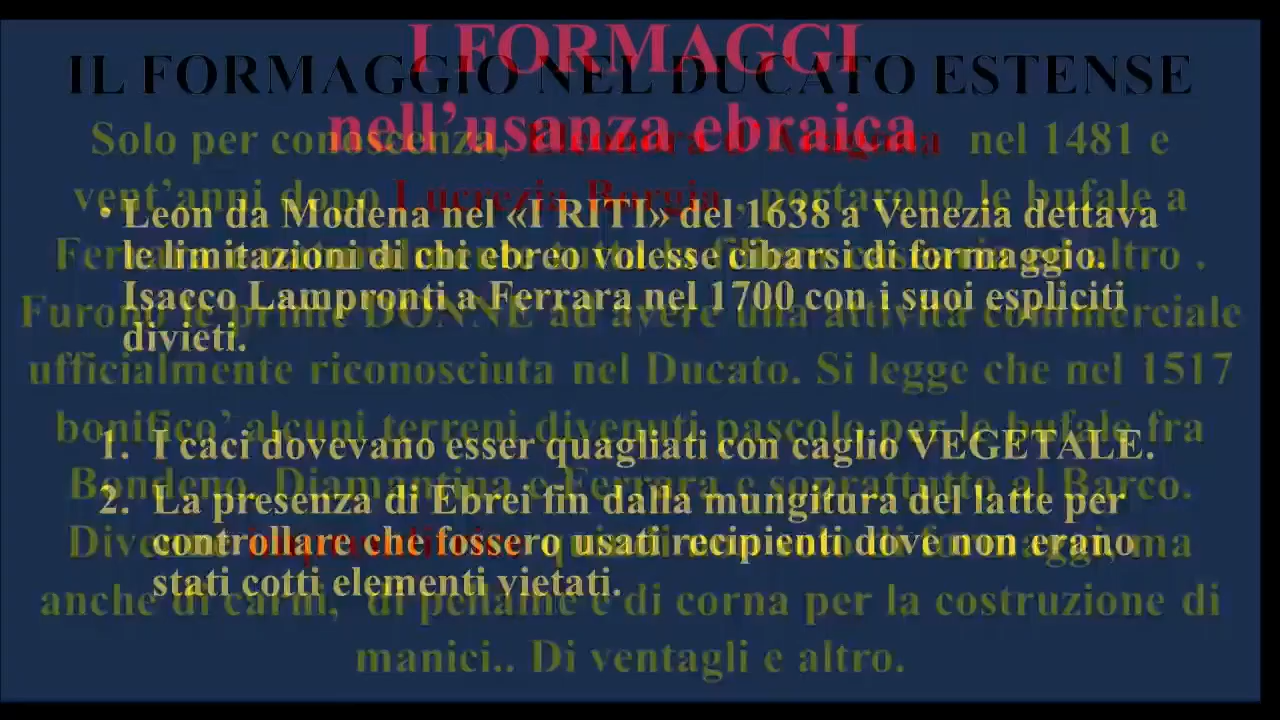 I FORMAGGI
nell’usanza ebraica
• Leon da Modena nel «I RITI» del 1638 a Venezia dettava
le limitazioni di chi ebreo volesse cibarsi di formaggio.
Isacco Lampronti a Ferrara nel 1700 con i suoi espliciti
divieti.
1. I caci dovevano esser quagliati con caglio VEGETALE.
2. La presenza di Ebrei fin dalla mungitura del latte per
controllare che fossero usati recipienti dove non erano
stati cotti elementi vietati.
IL FORMAGGIO NEL DUCATO ESTENSE
Solo per conoscenza, nel 1481 e
vent’anni dopo Lucrezia Borgia, portarono le bufale a
altro .
Furono le prime DONNE ad avere una attività commerciale
ufficialmente riconosciuta nel Ducato. Si legge che nel 1517
bonifico’ alcuni terreni divenuti pascolo per le bufale fra
Bondeno, Diamantina e Ferrara e soprattutto al Barco.
ma
anche di carni, di pellame e di corna per la costruzione di
manici.. Di ventagli e altro.